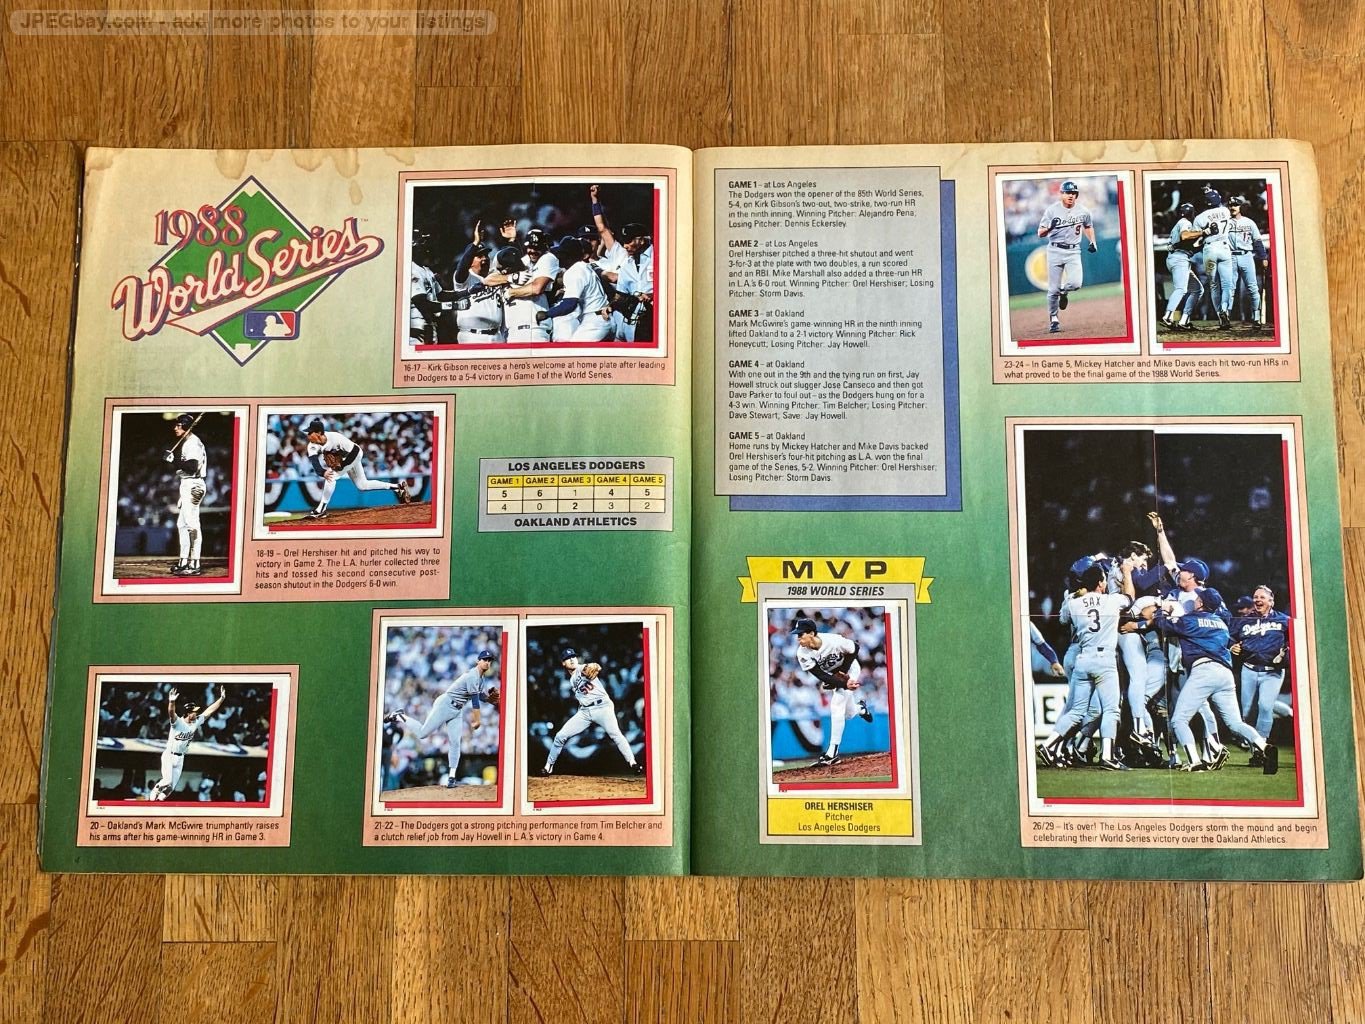 JPEGbay.com - add more photos to your listings
1988
World Series
™
16-17 – Kirk Gibson receives a hero's welcome at home plate after leading
the Dodgers to a 5-4 victory in Game 1 of the World Series.
18-19 – Orel Hershiser hit and pitched his way to
victory in Game 2. The L.A. hurler collected three
hits and tossed his second consecutive post-
season shutout in the Dodgers' 6-0 win.
LOS ANGELES DODGERS
GAME 1 GAME 2 GAME 3 GAME 4 GAME 5
5 6 1 4 5
4 0 2 3 2
OAKLAND ATHLETICS
20 – Oakland's Mark McGwire triumphantly raises
his arms after his game-winning HR in Game 3.
21-22 – The Dodgers got a strong pitching performance from Tim Belcher and
a clutch relief job from Jay Howell in L.A.'s victory in Game 4.
50
4
GAME 1 – at Los Angeles
The Dodgers won the opener of the 85th World Series,
5-4, on Kirk Gibson's two-out, two-strike, two-run HR
in the ninth inning. Winning Pitcher: Alejandro Pena;
Losing Pitcher: Dennis Eckersley.
GAME 2 – at Los Angeles
Orel Hershiser pitched a three-hit shutout and went
3-for-3 at the plate with two doubles, a run scored
and an RBI. Mike Marshall also added a three-run HR
in L.A.'s 6-0 rout. Winning Pitcher: Orel Hershiser; Losing
Pitcher: Storm Davis.
GAME 3 – at Oakland
Mark McGwire's game-winning HR in the ninth inning
lifted Oakland to a 2-1 victory. Winning Pitcher: Rick
Honeycutt; Losing Pitcher: Jay Howell.
GAME 4 – at Oakland
With one out in the 9th and the tying run on first, Jay
Howell struck out slugger Jose Canseco and then got
Dave Parker to foul out – as the Dodgers hung on for a
4-3 win. Winning Pitcher: Tim Belcher; Losing Pitcher:
Dave Stewart; Save: Jay Howell.
GAME 5 – at Oakland
Home runs by Mickey Hatcher and Mike Davis backed
Orel Hershiser's four-hit pitching as L.A. won the final
game of the Series, 5-2. Winning Pitcher: Orel Hershiser;
Losing Pitcher: Storm Davis.
Dodgers
9
DAVIS
37
23-24 – In Game 5, Mickey Hatcher and Mike Davis each hit two-run HRs in
what proved to be the final game of the 1988 World Series.
MVP
1988 WORLD SERIES
OREL HERSHISER
Pitcher
Los Angeles Dodgers
SAX
3
HOLTON
Dodgers
26/29 – It's over! The Los Angeles Dodgers storm the mound and begin
celebrating their World Series victory over the Oakland Athletics.
5